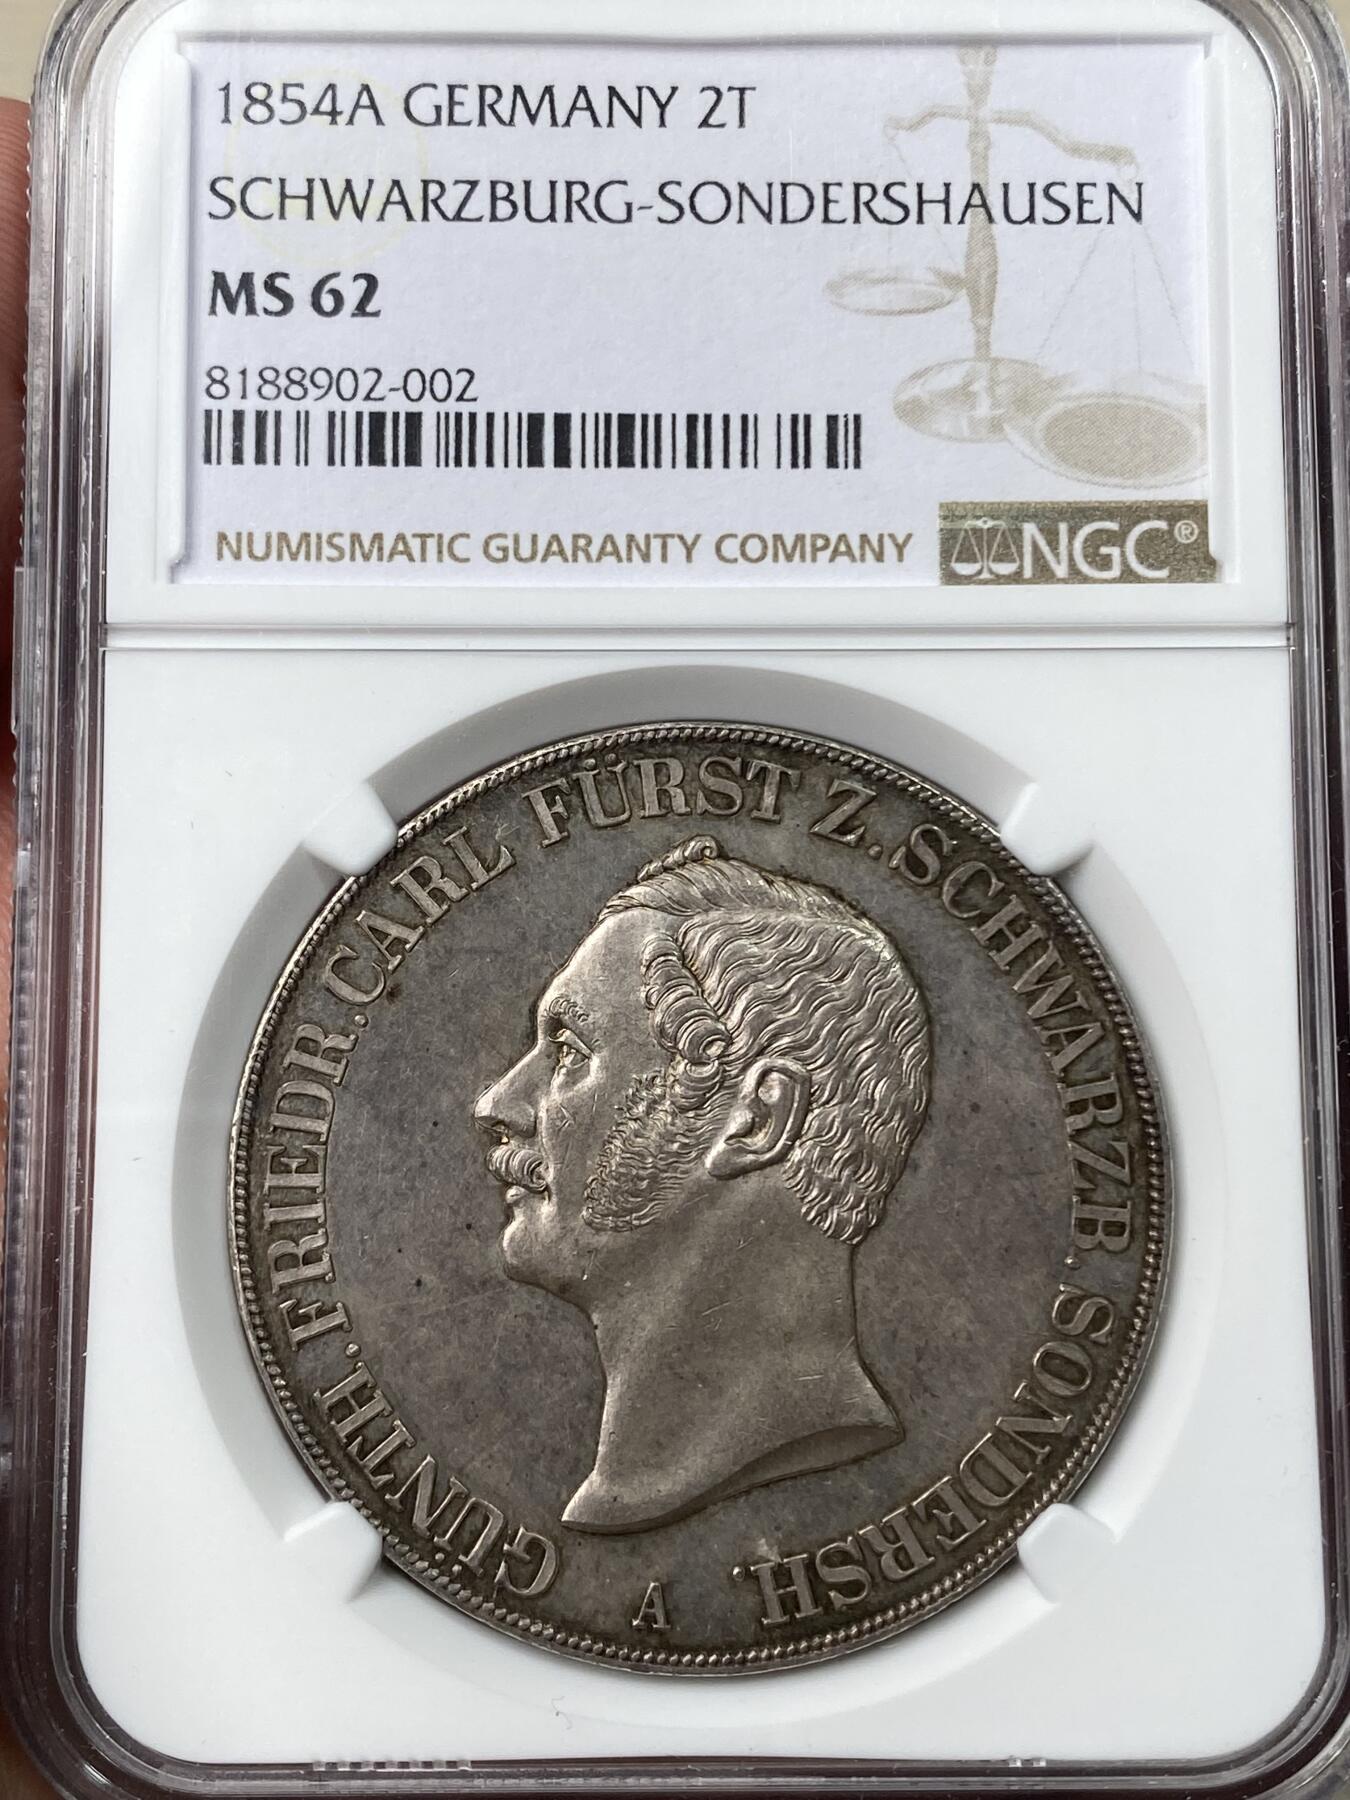 1854A GERMANY 2T
SCHWARZBURG-SONDERSHAUSEN
MS 62
8188902-002
NUMISMATIC GUARANTY COMPANY
NGC®
GÜNTH. FRIEDR. CARL FÜRST Z. SCHWARZB. SONDERSH.
A